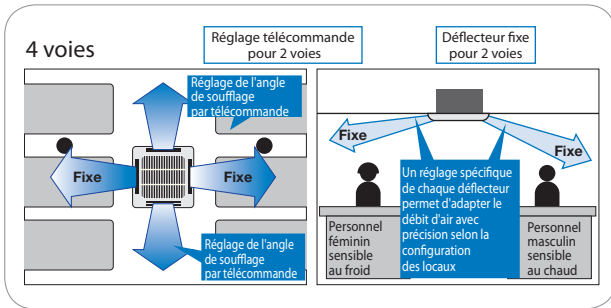 4 voies
Réglage télécommande
pour 2 voies
Déflecteur fixe
pour 2 voies
Réglage de l'angle
de soufflage
par télécommande
Fixe
Fixe
Réglage de l'angle
de soufflage
par télécommande
Fixe
Fixe
Un réglage spécifique
de chaque déflecteur
permet d'adapter le
débit d'air avec
précision selon la
configuration
des locaux
Personnel
féminin
sensible
au froid
Personnel
masculin
sensible
au chaud